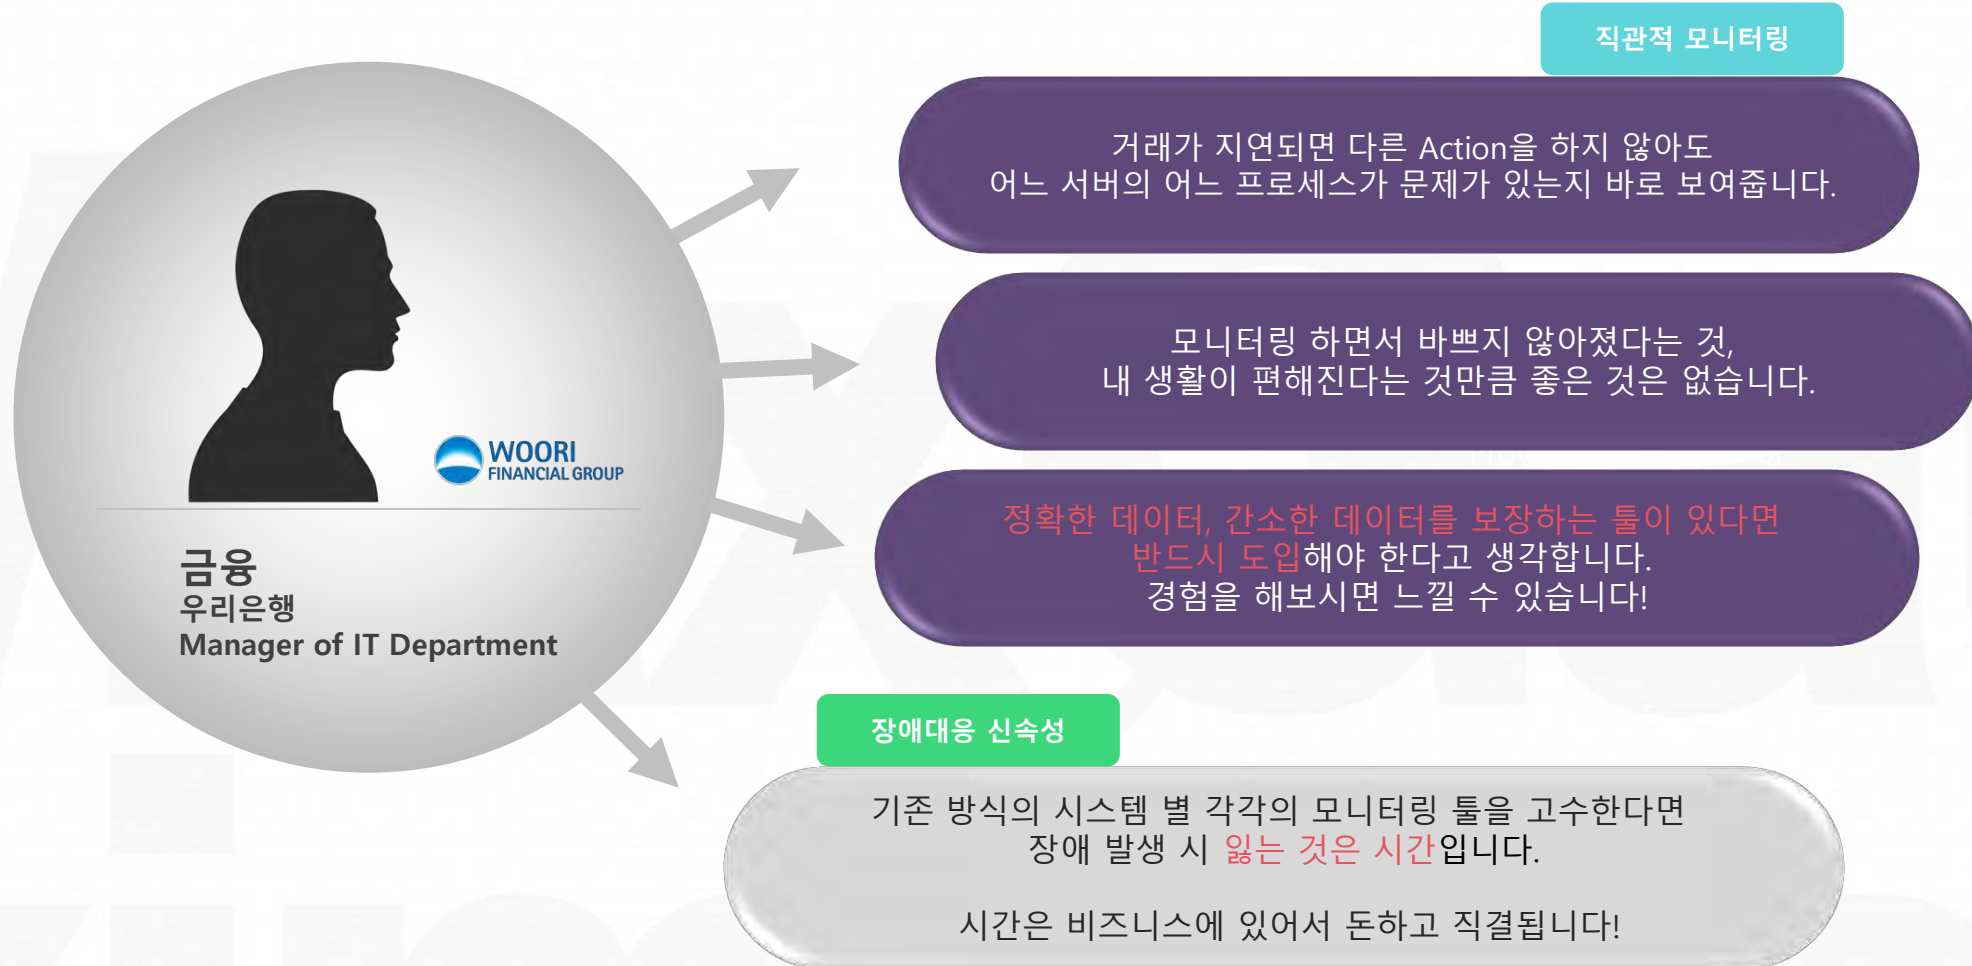 직관적 모니터링
거래가 지연되면 다른 Action을 하지 않아도
어느 서버의 어느 프로세스가 문제가 있는지 바로 보여줍니다.
모니터링 하면서 바쁘지 않아졌다는 것,
내 생활이 편해진다는 것만큼 좋은 것은 없습니다.
정확한 데이터, 간소한 데이터를 보장하는 툴이 있다면
반드시 도입해야 한다고 생각합니다.
경험을 해보시면 느낄 수 있습니다!
WOORI
FINANCIAL GROUP
금융
우리은행
Manager of IT Department
장애대응 신속성
기존 방식의 시스템 별 각각의 모니터링 툴을 고수한다면
장애 발생 시 잃는 것은 시간입니다.
시간은 비즈니스에 있어서 돈하고 직결됩니다!